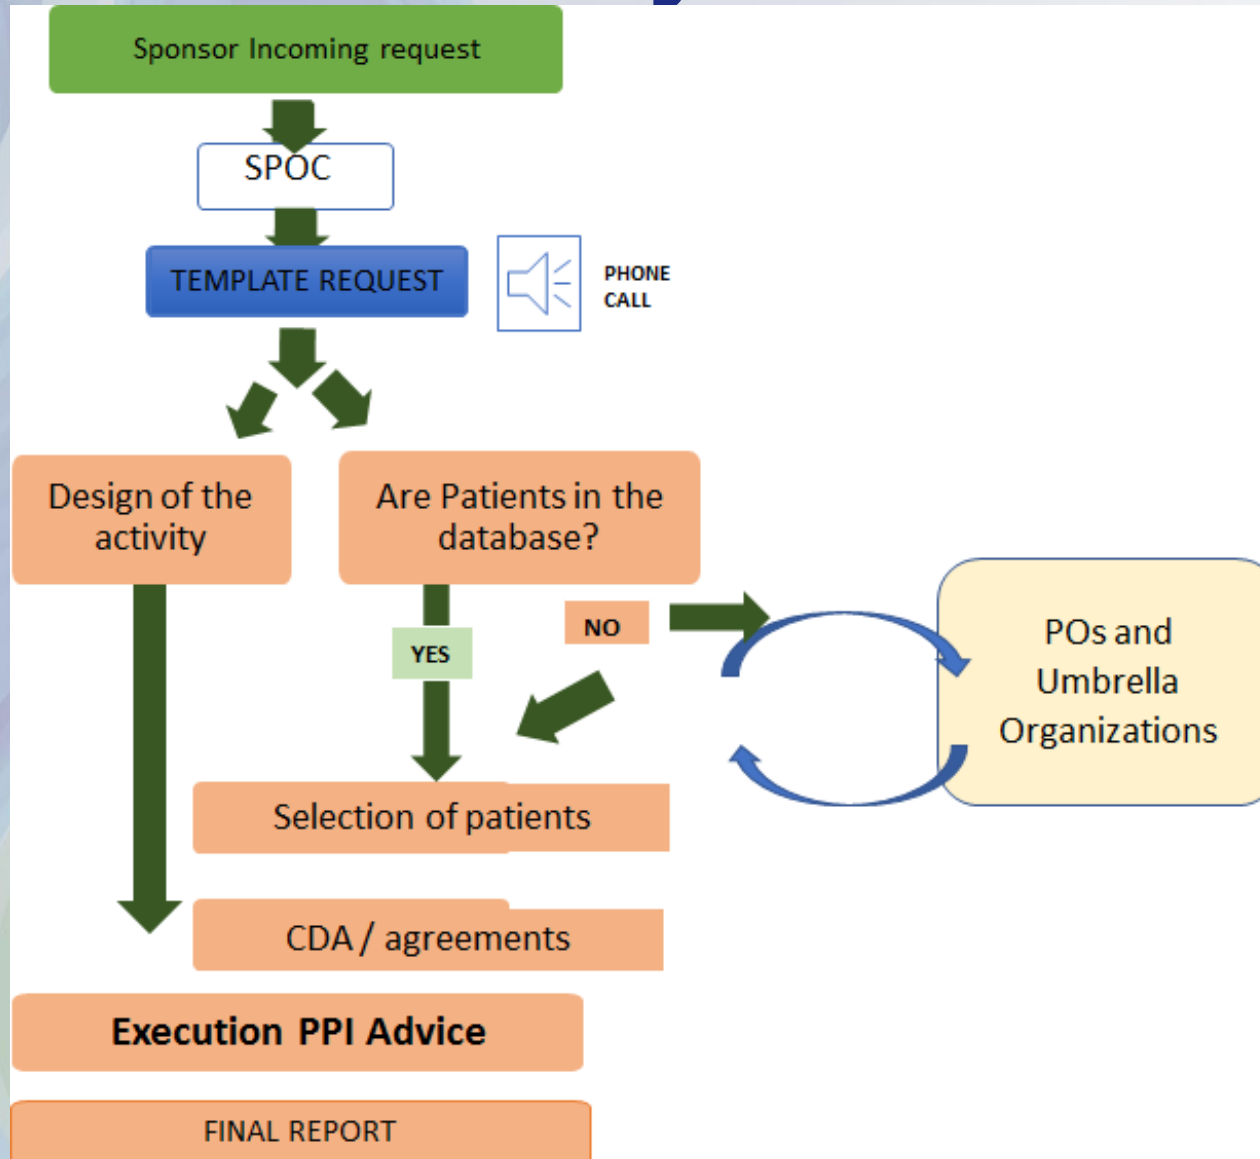 Sponsor Incoming request
SPOC
TEMPLATE REQUEST
PHONE
CALL
Design of the
activity
Are Patients in the
database?
YES
NO
POs and
Umbrella
Organizations
Selection of patients
CDA / agreements
Execution PPI Advice
FINAL REPORT